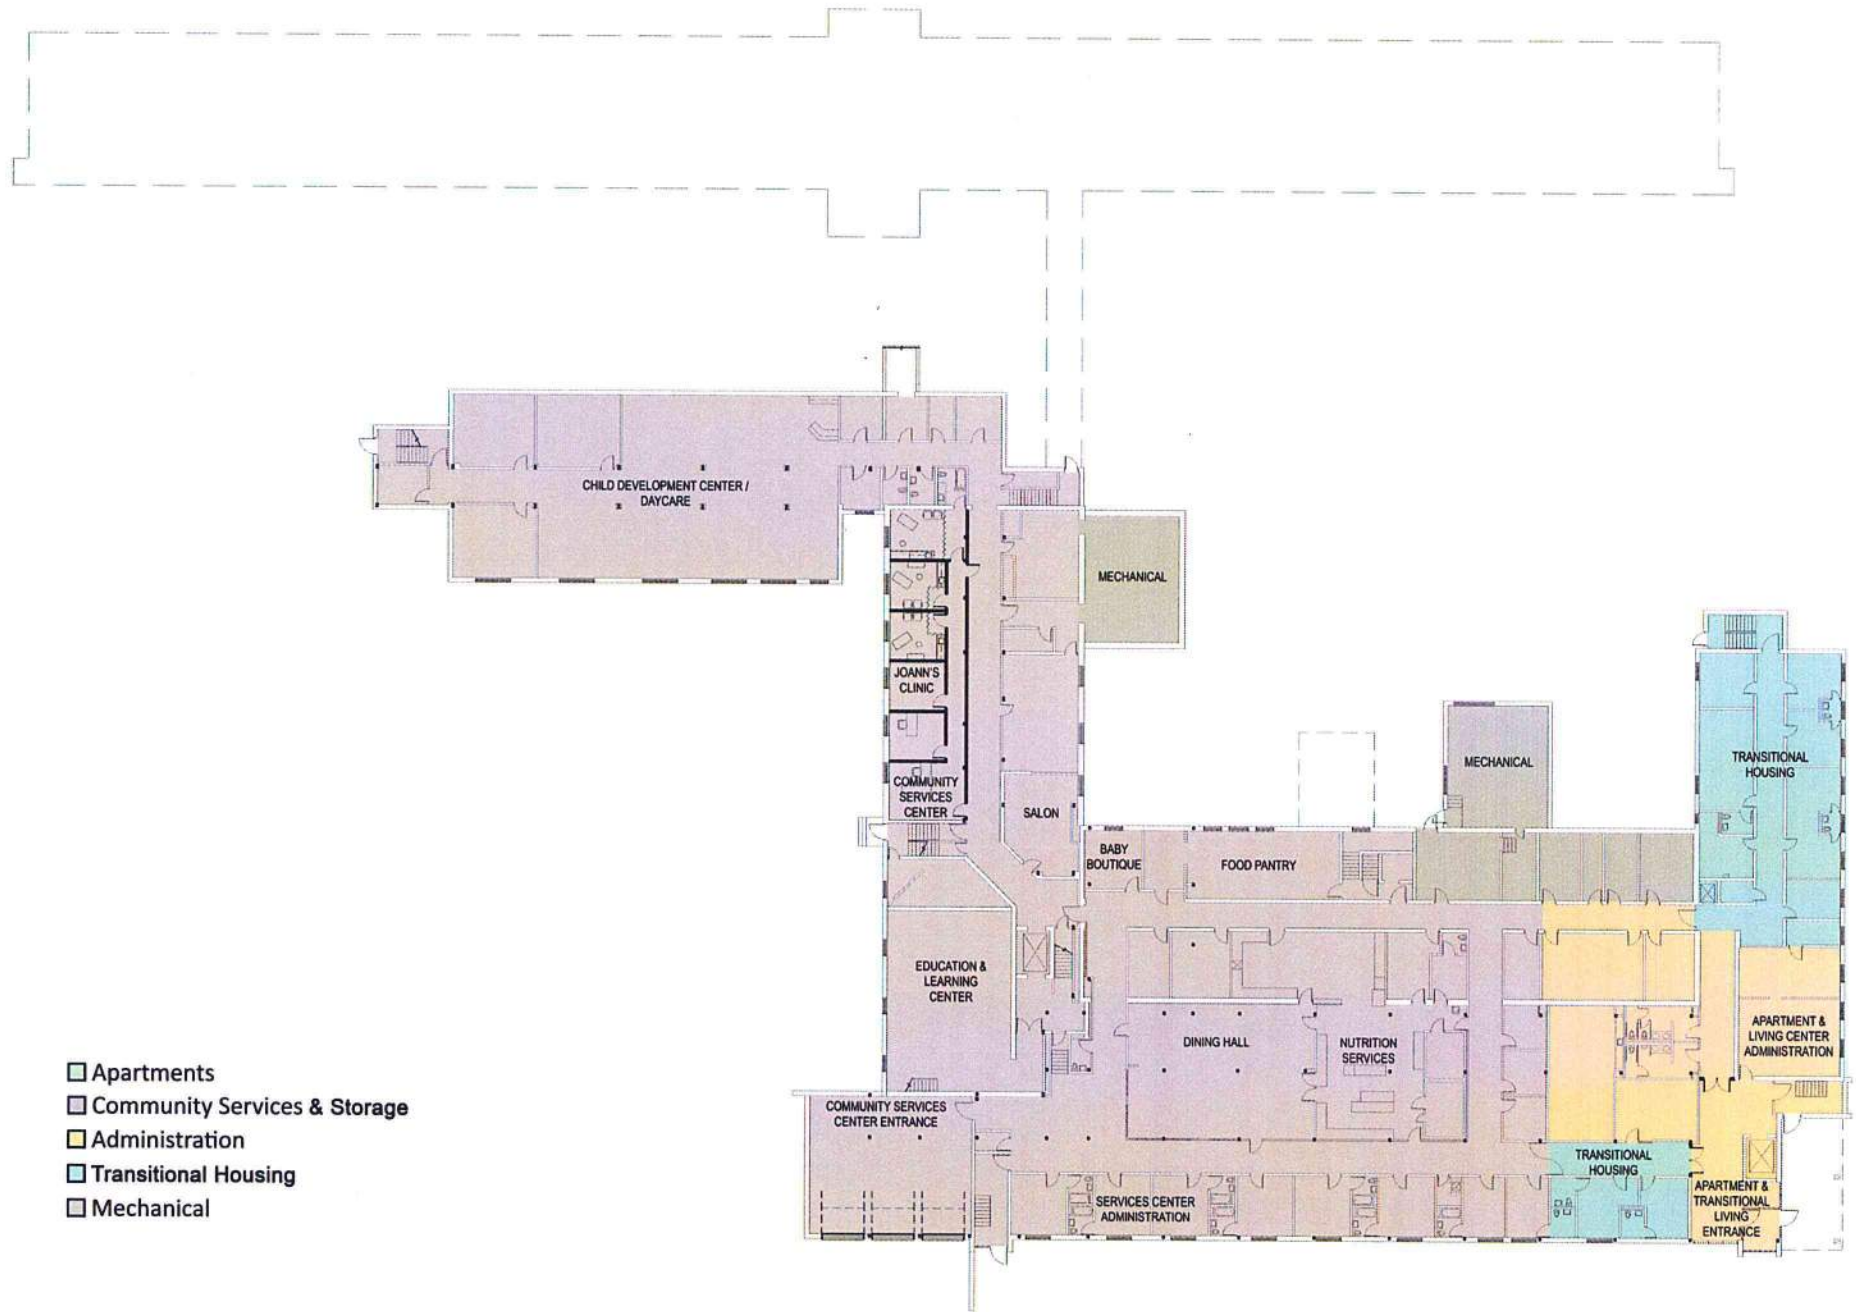 CHILD DEVELOPMENT CENTER /
DAYCARE
MECHANICAL
JOANN'S
CLINIC
COMMUNITY
SERVICES
CENTER
SALON
MECHANICAL
TRANSITIONAL
HOUSING
BABY
BOUTIQUE
FOOD PANTRY
EDUCATION &
LEARNING
CENTER
DINING HALL
NUTRITION
SERVICES
APARTMENT &
LIVING CENTER
ADMINISTRATION
COMMUNITY SERVICES
CENTER ENTRANCE
TRANSITIONAL
HOUSING
SERVICES CENTER
ADMINISTRATION
APARTMENT &
TRANSITIONAL
LIVING
ENTRANCE
Apartments
Community Services & Storage
Administration
Transitional Housing
Mechanical